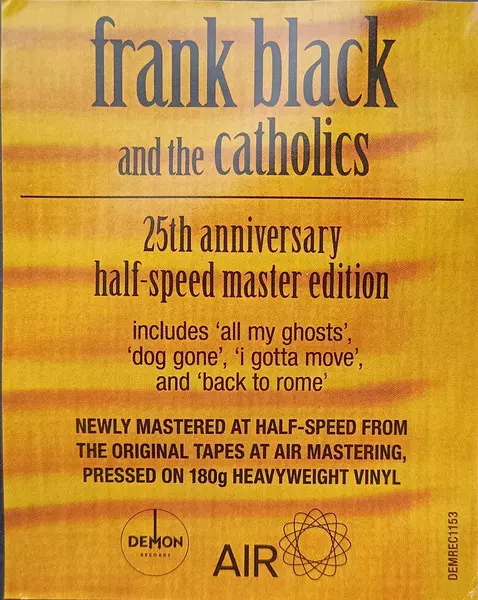 frank black
and the catholics
25th anniversary
half-speed master edition
includes ‘all my ghosts’,
‘dog gone’, ‘i gotta move’,
and ‘back to rome’
NEWLY MASTERED AT HALF-SPEED FROM
THE ORIGINAL TAPES AT AIR MASTERING,
PRESSED ON 180g HEAVYWEIGHT VINYL
DEMON
RECORDS
AIR
DEMREC1153